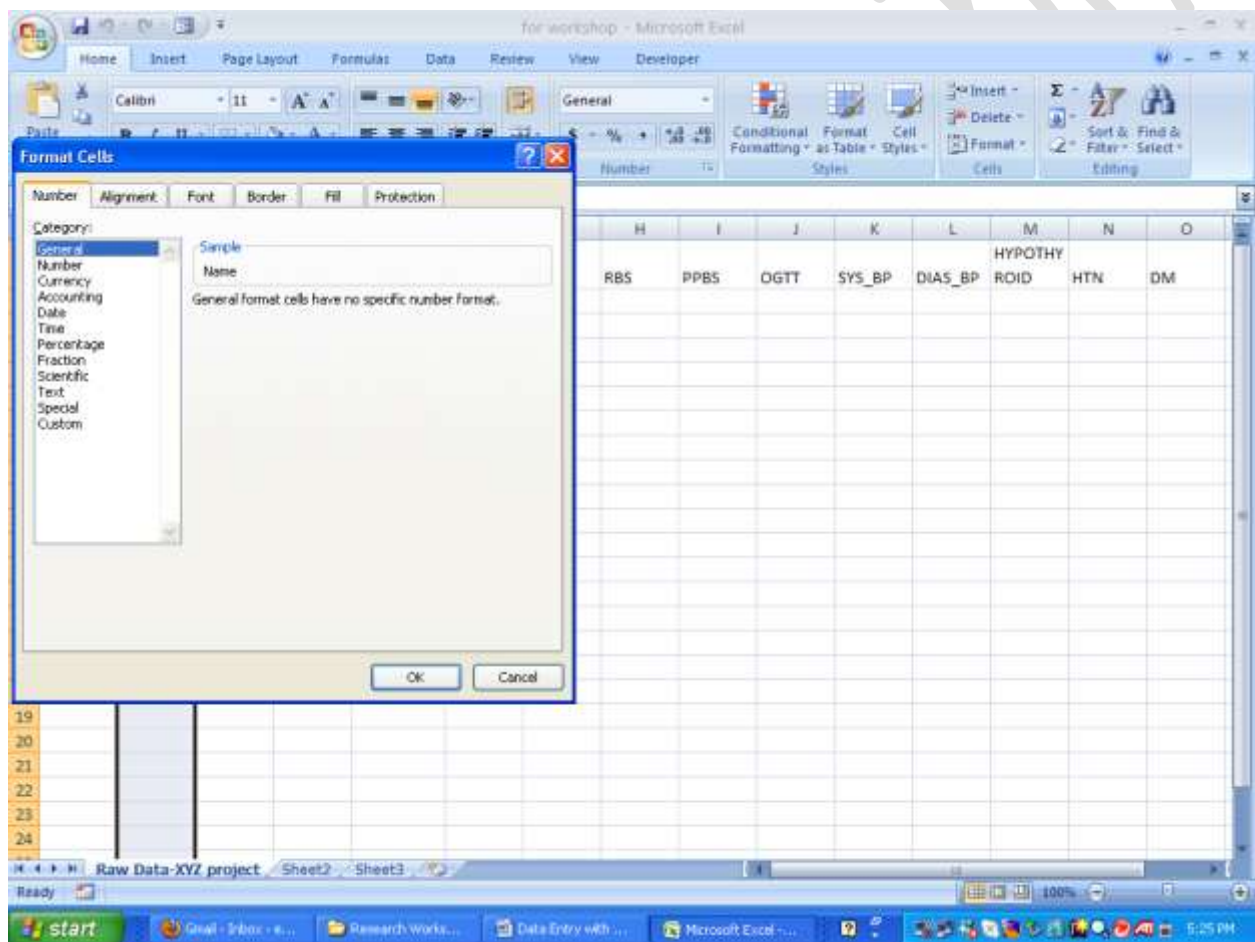 for workshop - Microsoft Excel
Home Insert Page Layout Formulas Data Review View Developer
Calibri 11 A A General Insert
Delete
Paste B I U A $ % Conditional Format Cell Format Sort & Find &
Formatting as Table Styles Filter Select
Number Styles Cells Editing
Format Cells
Number Alignment Font Border Fill Protection
Category:
General
Number
Currency
Accounting
Date
Time
Percentage
Fraction
Scientific
Text
Special
Custom
Sample
Name
General format cells have no specific number format.
OK Cancel
H I J K L M N O
RBS PPBS OGTT SYS_BP DIAS_BP HYPOTHY HTN DM
ROID
19
20
21
22
23
24
Raw Data-XYZ project Sheet2 Sheet3
Ready 100%
start Gmail - Inbox - e... Research Works... Data Entry with ... Microsoft Excel -... 5:25 PM